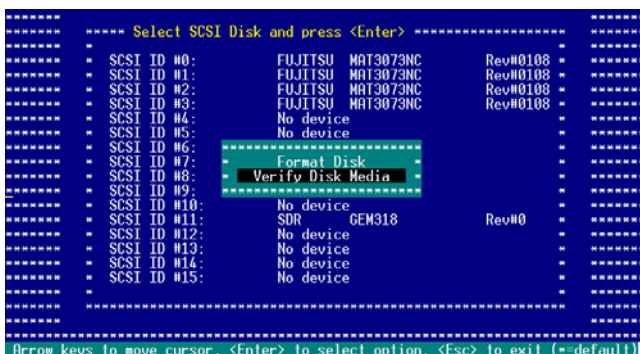 Select SCSI Disk and press <Enter>
SCSI ID #0: FUJITSU MAT3073NC Rev#0108
SCSI ID #1: FUJITSU MAT3073NC Rev#0108
SCSI ID #2: FUJITSU MAT3073NC Rev#0108
SCSI ID #3: FUJITSU MAT3073NC Rev#0108
SCSI ID #4: No device
SCSI ID #5: No device
SCSI ID #6:
SCSI ID #7: Format Disk
SCSI ID #8: Verify Disk Media
SCSI ID #9:
SCSI ID #10: No device
SCSI ID #11: SDR GEM318 Rev#0
SCSI ID #12: No device
SCSI ID #13: No device
SCSI ID #14: No device
SCSI ID #15: No device
Arrow keys to move cursor, <Enter> to select option, <Esc> to exit (*=default)